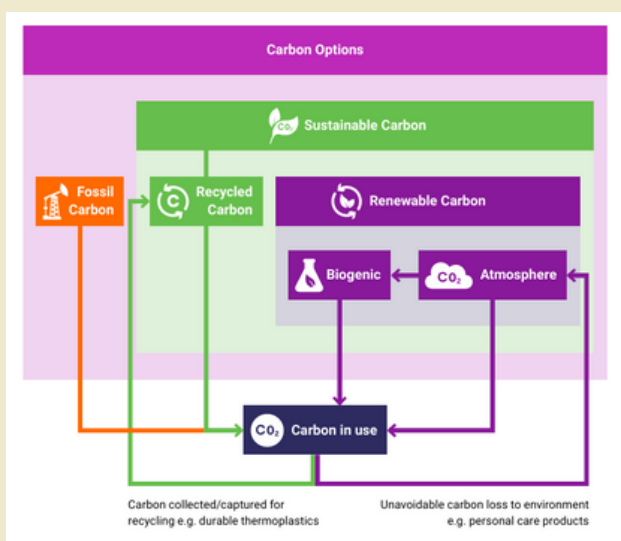 Carbon Options
CO₂
Sustainable Carbon
Fossil
Carbon
C
Recycled
Carbon
Renewable Carbon
Biogenic
CO₂
Atmosphere
CO₂
Carbon in use
Carbon collected/captured for
recycling e.g. durable thermoplastics
Unavoidable carbon loss to environment
e.g. personal care products